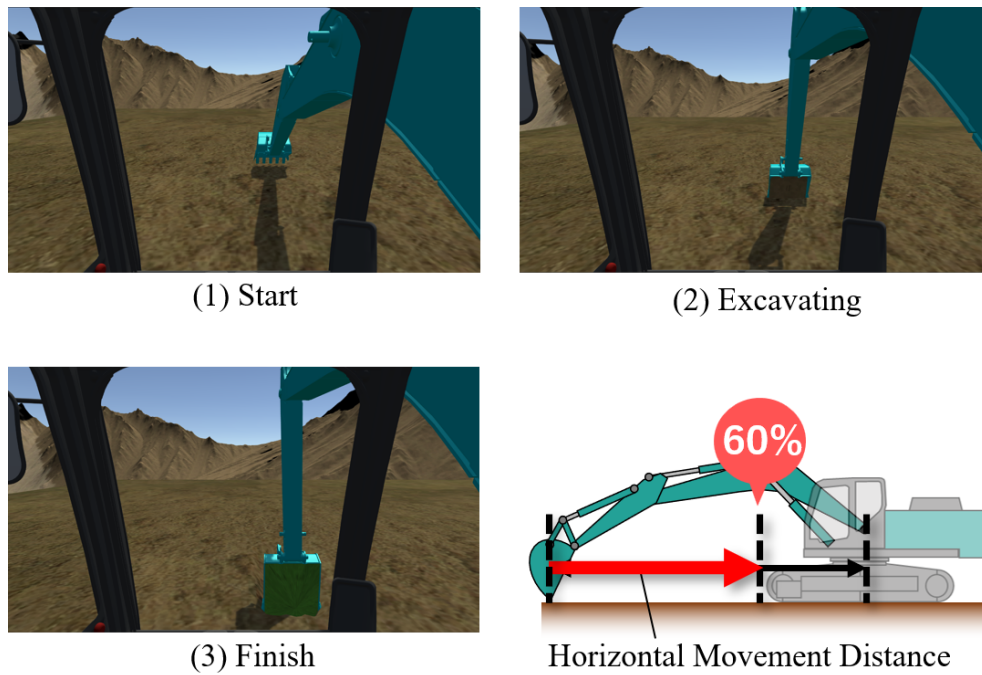 (1) Start
(2) Excavating
(3) Finish
60%
Horizontal Movement Distance